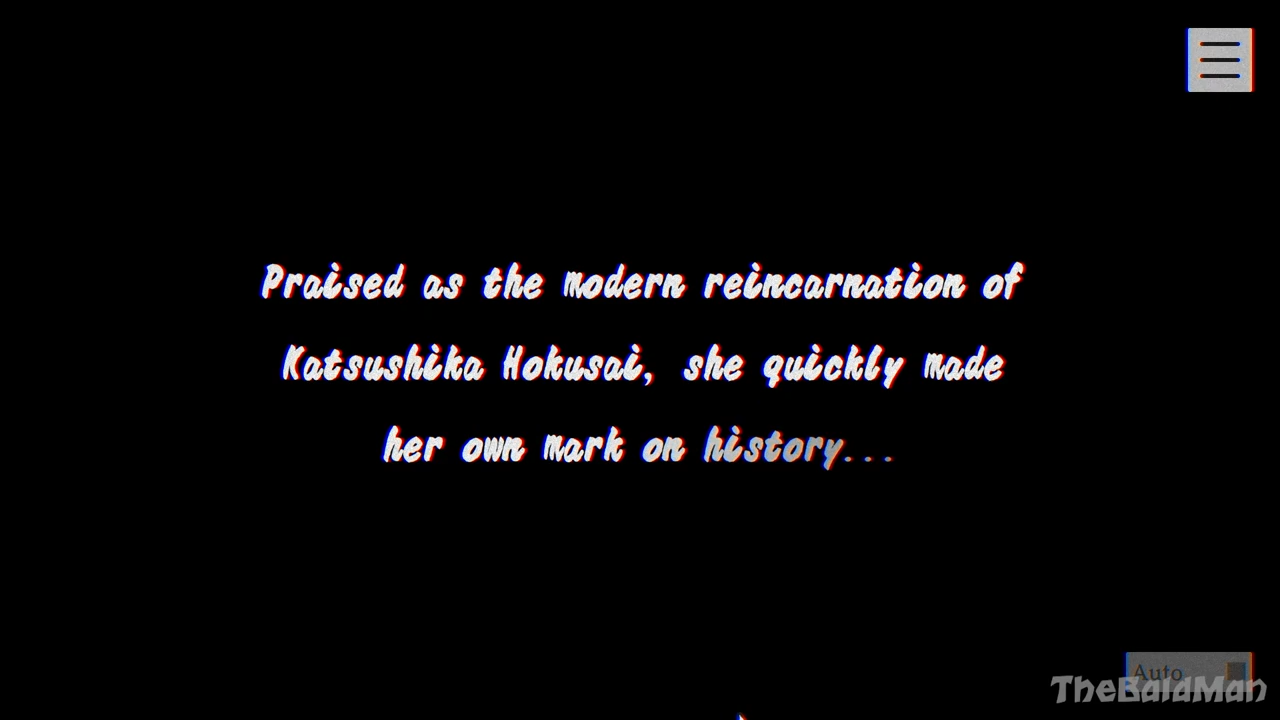 Praised as the modern reincarnation of
Katsushika Hokusai, she quickly made
her own mark on history...
Auto
TheBaldMan